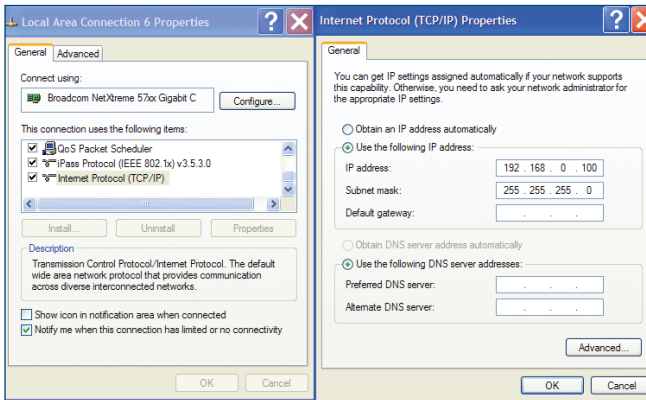 Local Area Connection 6 Properties
General Advanced
Connect using:
Broadcom NetXtreme 57xx Gigabit C
Configure...
This connection uses the following items:
QoS Packet Scheduler
iPass Protocol (IEEE 802.1x) v3.5.3.0
Internet Protocol (TCP/IP)
Install... Uninstall Properties
Description
Transmission Control Protocol/Internet Protocol. The default
wide area network protocol that provides communication
across diverse interconnected networks.
Show icon in notification area when connected
Notify me when this connection has limited or no connectivity
OK Cancel
Internet Protocol (TCP/IP) Properties
General
You can get IP settings assigned automatically if your network supports
this capability. Otherwise, you need to ask your network administrator for
the appropriate IP settings.
Obtain an IP address automatically
Use the following IP address:
IP address: 192 . 168 . 0 . 100
Subnet mask: 255 . 255 . 255 . 0
Default gateway: . . .
Obtain DNS server address automatically
Use the following DNS server addresses:
Preferred DNS server: . . .
Alternate DNS server: . . .
Advanced...
OK Cancel